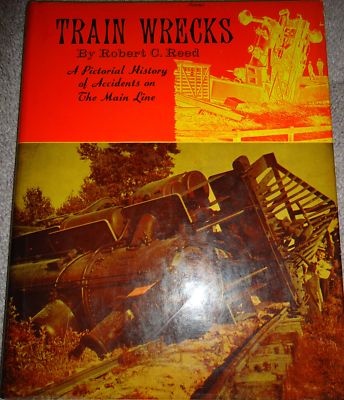 TRAIN WRECKS
By Robert C. Reed
A Pictorial History
of Accidents on
The Main Line